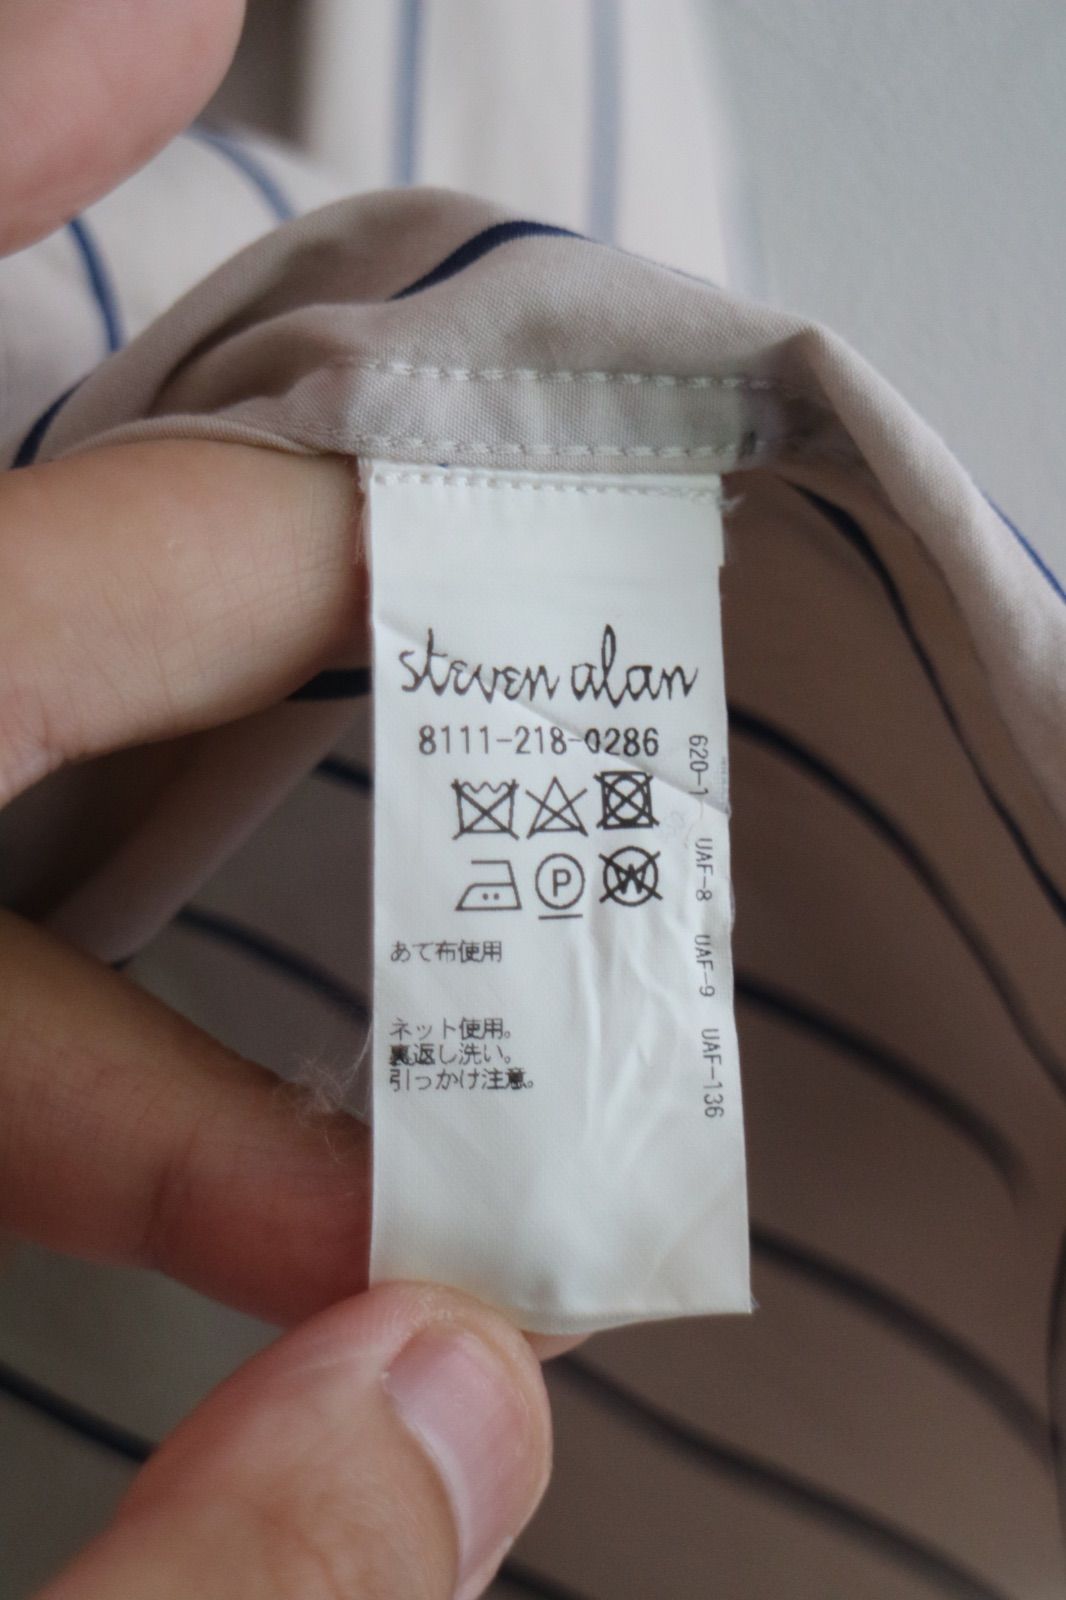 steven alan
8111-218-0286
P
W
あて布使用
ネット使用。
裏返し洗い。
引っかけ注意。
620-1 UAF-8 UAF-9 UAF-136